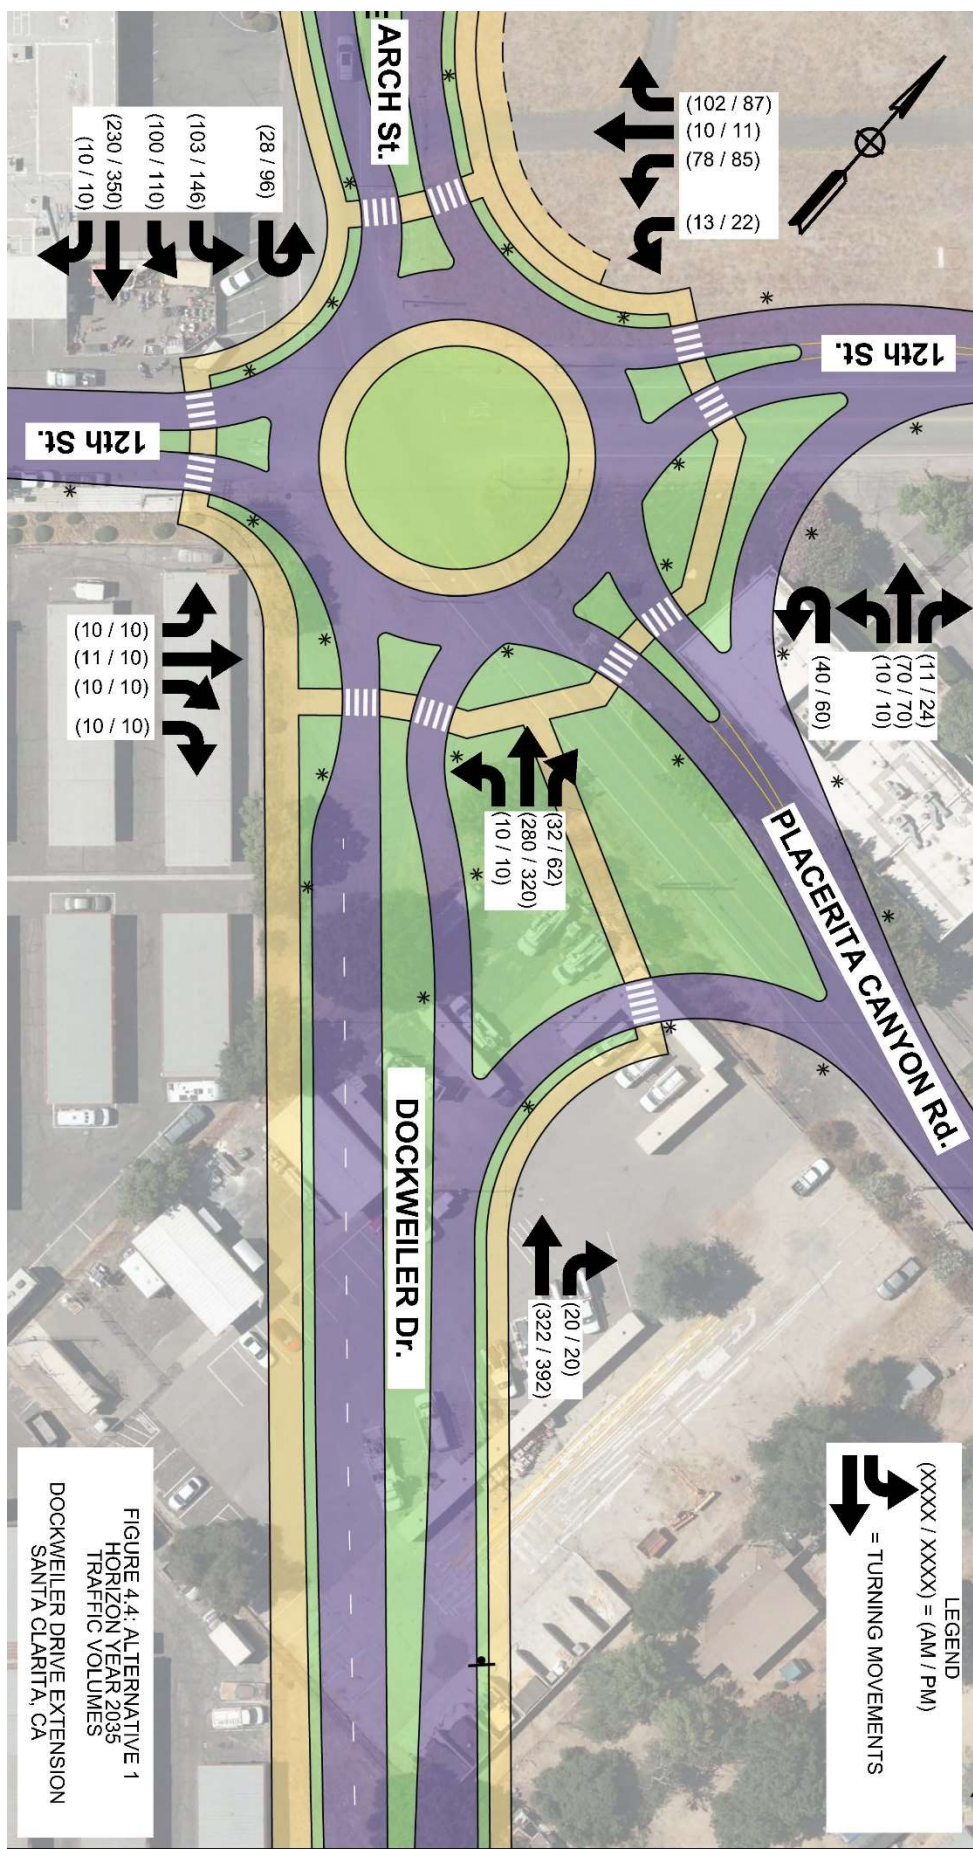 E ARCH St.
(102 / 87)
(10 / 11)
(78 / 85)
(13 / 22)
(28 / 96)
(103 / 146)
(100 / 110)
(230 / 350)
(10 / 10)
12th St.
12th St.
(10 / 10)
(11 / 10)
(10 / 10)
(10 / 10)
(11 / 24)
(70 / 70)
(10 / 10)
(40 / 60)
(32 / 62)
(280 / 320)
(10 / 10)
PLACERITA CANYON Rd.
DOCKWEILER Dr.
(20 / 20)
(322 / 392)
LEGEND
(XXXX / XXXX) = (AM / PM)
= TURNING MOVEMENTS
FIGURE 4.4: ALTERNATIVE 1
HORIZON YEAR 2035
TRAFFIC VOLUMES
DOCKWEILER DRIVE EXTENSION
SANTA CLARITA, CA